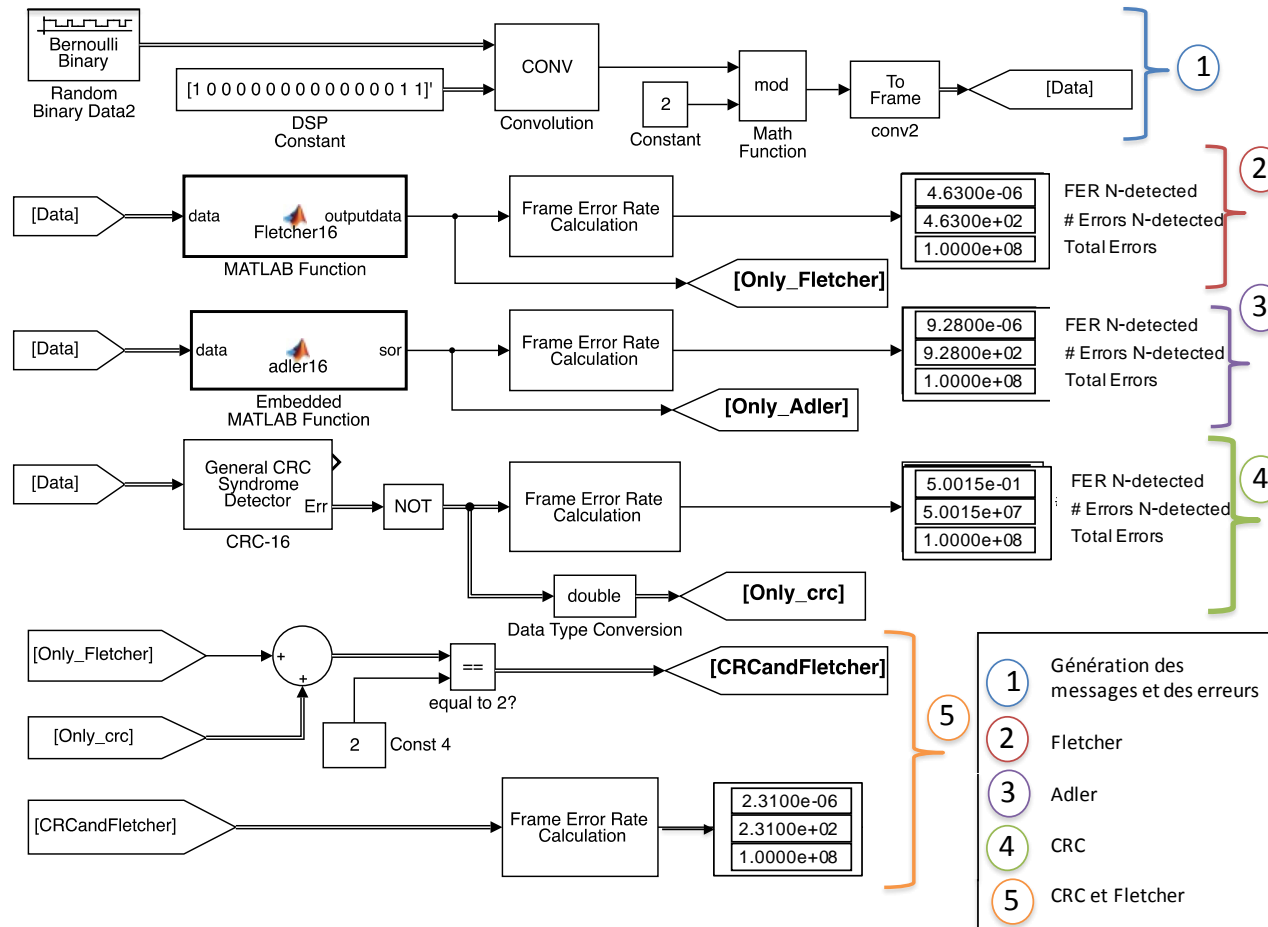 Bernoulli
Binary
Random
Binary Data2
[1 0 0 0 0 0 0 0 0 0 0 0 0 0 0 1 1]'
DSP
Constant
CONV
Convolution
2
Constant
mod
Math
Function
To
Frame
conv2
[Data]
1
[Data]
data
outputdata
Fletcher16
MATLAB Function
Frame Error Rate
Calculation
4.6300e-06
4.6300e+02
1.0000e+08
FER N-detected
# Errors N-detected
Total Errors
2
[Only_Fletcher]
[Data]
data
sor
adler16
Embedded
MATLAB Function
Frame Error Rate
Calculation
9.2800e-06
9.2800e+02
1.0000e+08
FER N-detected
# Errors N-detected
Total Errors
3
[Only_Adler]
[Data]
General CRC
Syndrome
Detector
Err
CRC-16
NOT
Frame Error Rate
Calculation
5.0015e-01
5.0015e+07
1.0000e+08
FER N-detected
# Errors N-detected
Total Errors
4
double
Data Type Conversion
[Only_crc]
[Only_Fletcher]
+
+
[Only_crc]
==
equal to 2?
2
Const 4
[CRCandFletcher]
5
[CRCandFletcher]
Frame Error Rate
Calculation
2.3100e-06
2.3100e+02
1.0000e+08
1
Génération des
messages et des erreurs
2
Fletcher
3
Adler
4
CRC
5
CRC et Fletcher